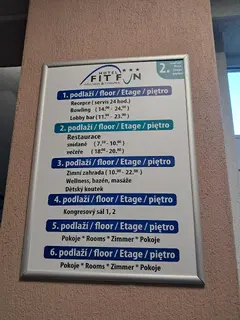 HOTEL ***
FIT FUN
1. podlaží / floor / Etage / piętro
Recepce ( servis 24 hod.)
Bowling ( 14.00 - 24.00 )
Lobby bar ( 11.00 - 23.00 )
2. podlaží / floor / Etage / piętro
Restaurace
snídaně ( 7.30 - 10.00 )
večeře ( 18.00 - 20.00 )
3. podlaží / floor / Etage / piętro
Zimní zahrada ( 10.00 - 22.00 )
Wellness, bazén, masáže
Dětský koutek
4. podlaží / floor / Etage / piętro
Kongresový sál 1, 2
5. podlaží / floor / Etage / piętro
Pokoje * Rooms * Zimmer * Pokoje
6. podlaží / floor / Etage / piętro
Pokoje * Rooms * Zimmer * Pokoje
2.